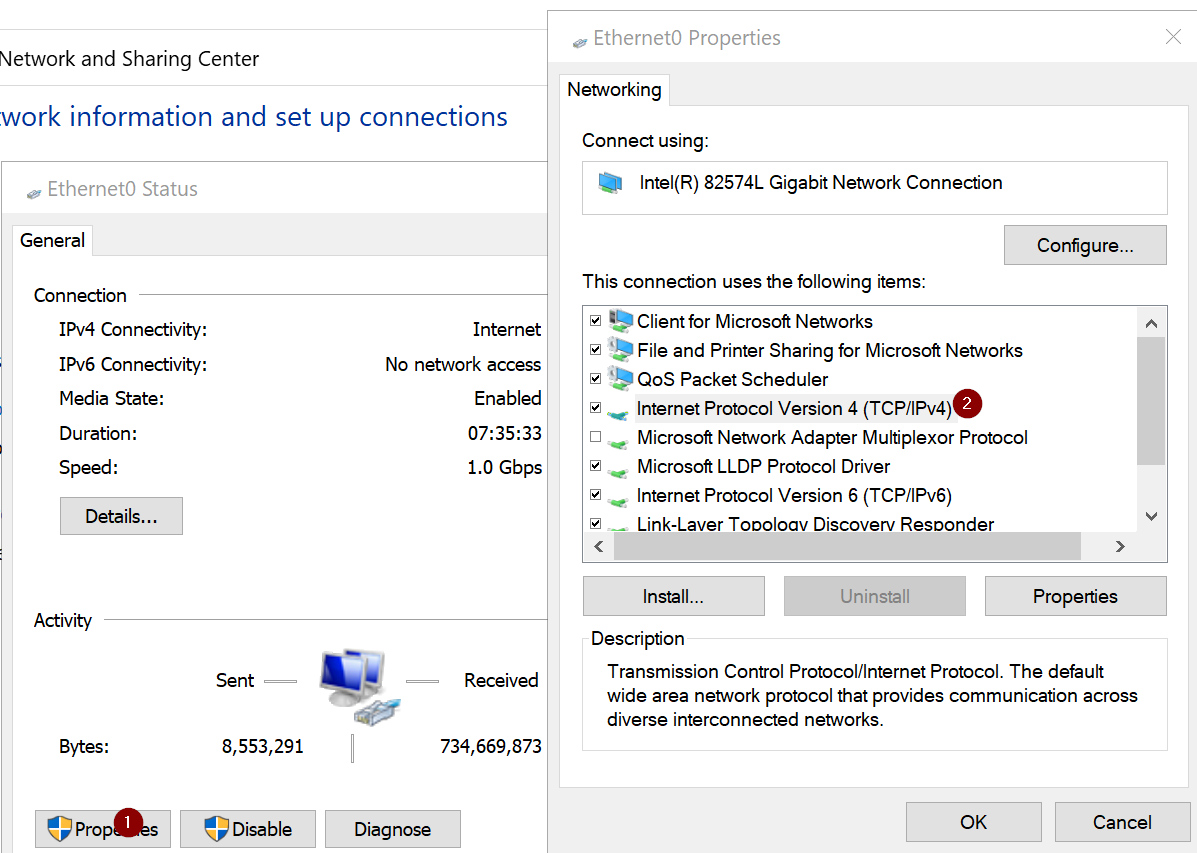 Network and Sharing Center
work information and set up connections
Ethernet0 Status
General
Connection
IPv4 Connectivity: Internet
IPv6 Connectivity: No network access
Media State: Enabled
Duration: 07:35:33
Speed: 1.0 Gbps
Details...
Activity
Sent Received
Bytes: 8,553,291 734,669,873
Properties 1 Disable Diagnose
Ethernet0 Properties
Networking
Connect using:
Intel(R) 82574L Gigabit Network Connection
Configure...
This connection uses the following items:
Client for Microsoft Networks
File and Printer Sharing for Microsoft Networks
QoS Packet Scheduler
Internet Protocol Version 4 (TCP/IPv4) 2
Microsoft Network Adapter Multiplexor Protocol
Microsoft LLDP Protocol Driver
Internet Protocol Version 6 (TCP/IPv6)
Link-Layer Topology Discovery Responder
Install... Uninstall Properties
Description
Transmission Control Protocol/Internet Protocol. The default
wide area network protocol that provides communication across
diverse interconnected networks.
OK Cancel